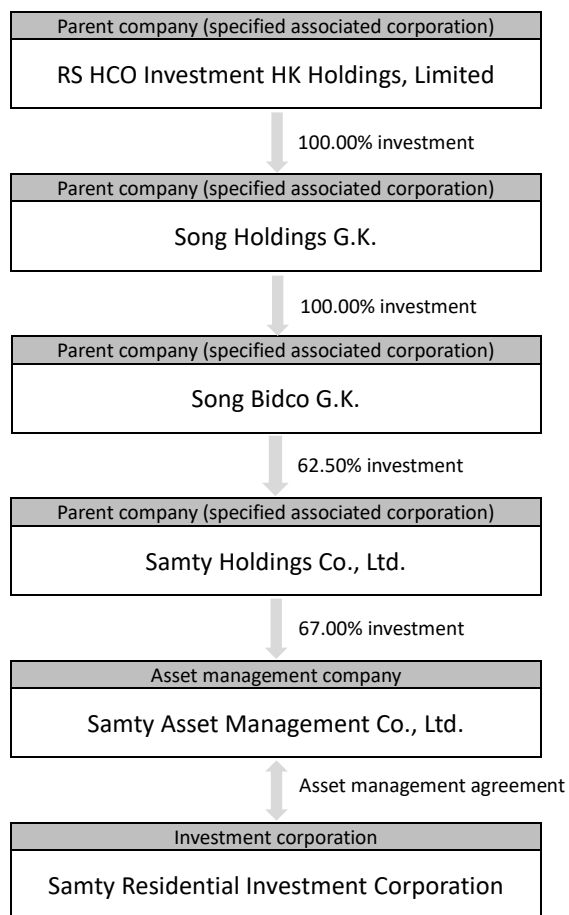 Parent company (specified associated corporation)
RS HCO Investment HK Holdings, Limited
100.00% investment
Parent company (specified associated corporation)
Song Holdings G.K.
100.00% investment
Parent company (specified associated corporation)
Song Bidco G.K.
62.50% investment
Parent company (specified associated corporation)
Samty Holdings Co., Ltd.
67.00% investment
Asset management company
Samty Asset Management Co., Ltd.
Asset management agreement
Investment corporation
Samty Residential Investment Corporation